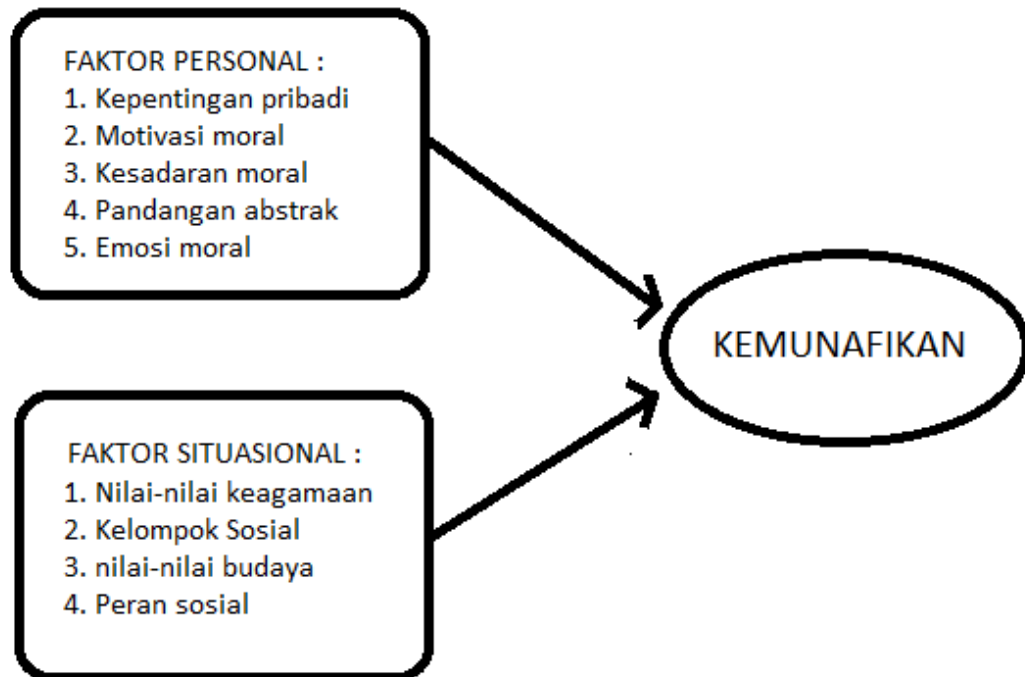 FAKTOR PERSONAL :
1. Kepentingan pribadi
2. Motivasi moral
3. Kesadaran moral
4. Pandangan abstrak
5. Emosi moral
KEMUNAFIKAN
FAKTOR SITUASIONAL :
1. Nilai-nilai keagamaan
2. Kelompok Sosial
3. nilai-nilai budaya
4. Peran sosial